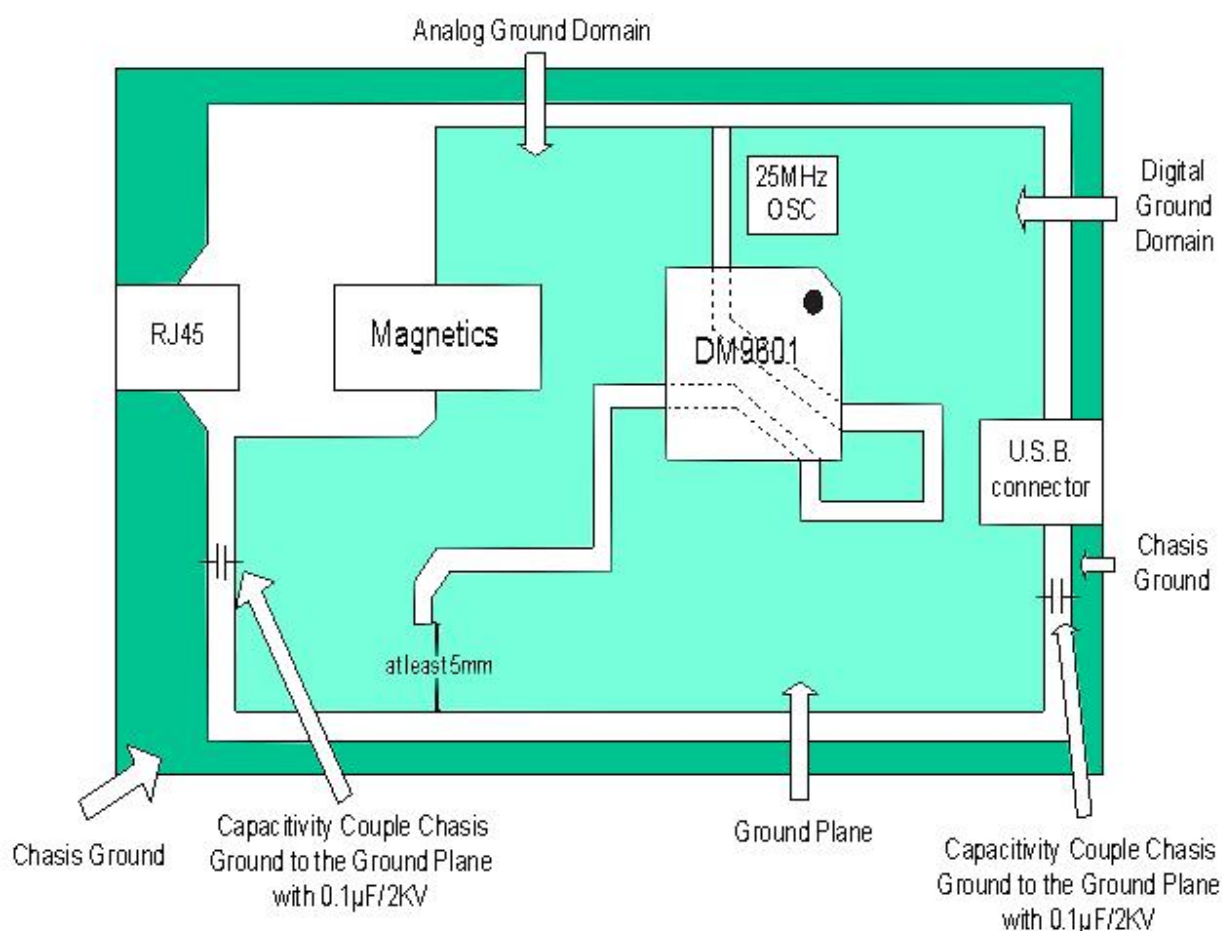 Analog Ground Domain
25MHz
OSC
Digital
Ground
Domain
RJ45
Magnetics
DM9601
U.S.B.
connector
Chasis
Ground
atleast5mm
Chasis Ground
Capacitivity Couple Chasis
Ground to the Ground Plane
with 0.1µF/2KV
Ground Plane
Capacitivity Couple Chasis
Ground to the Ground Plane
with 0.1µF/2KV